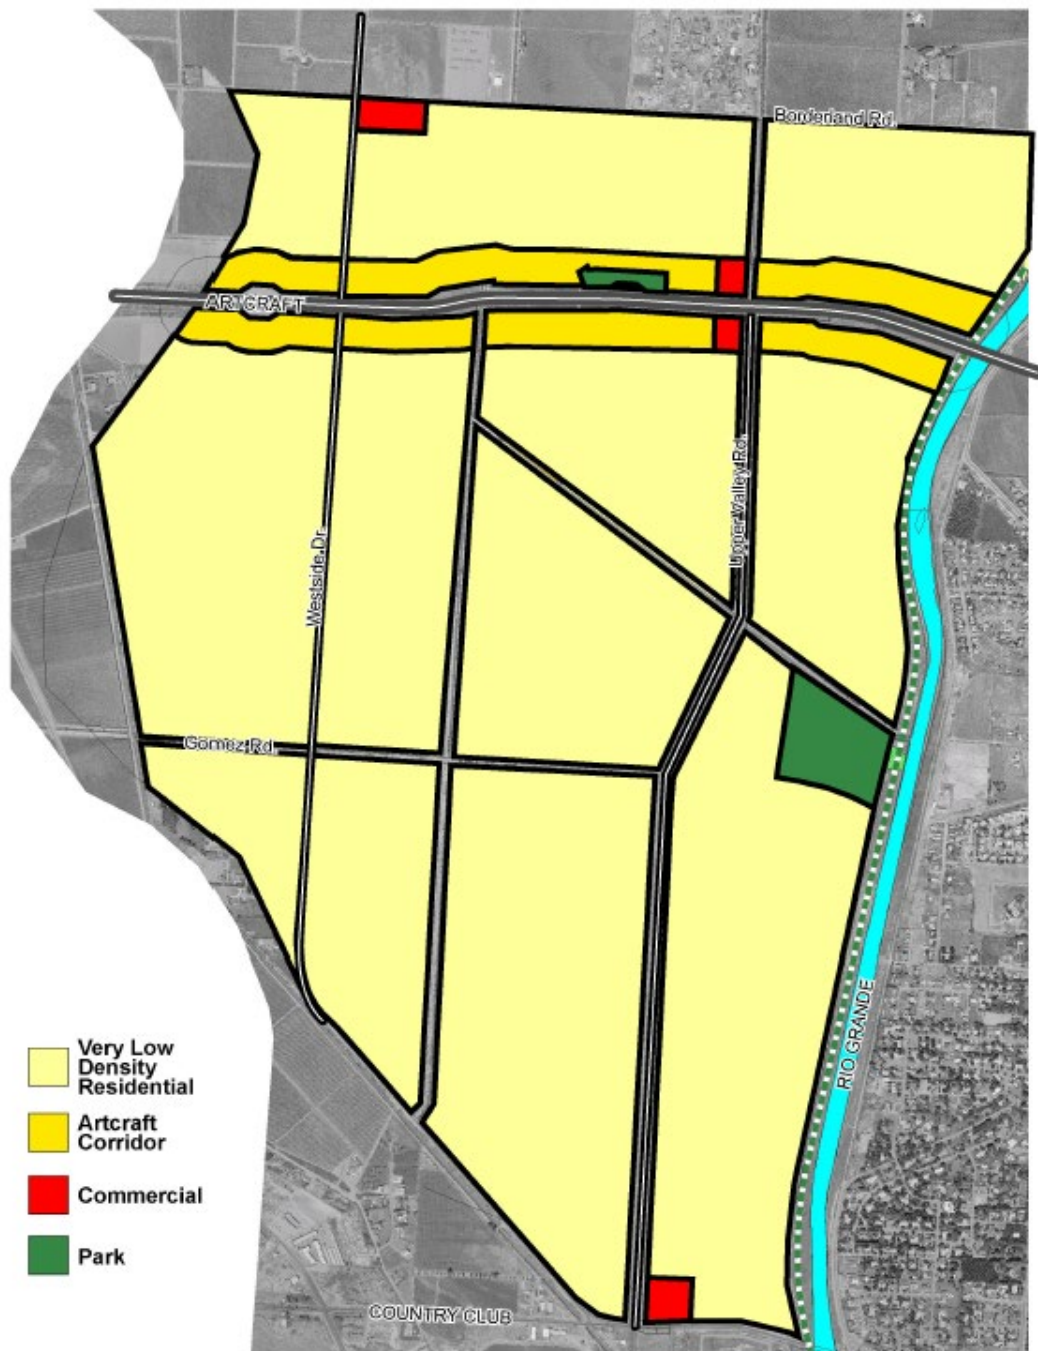 Borderland Rd.
ARTCRAFT
Upper Valley Rd.
Westside Dr.
Gomez Rd.
RIO GRANDE
COUNTRY CLUB
Very Low
Density
Residential
Artcraft
Corridor
Commercial
Park